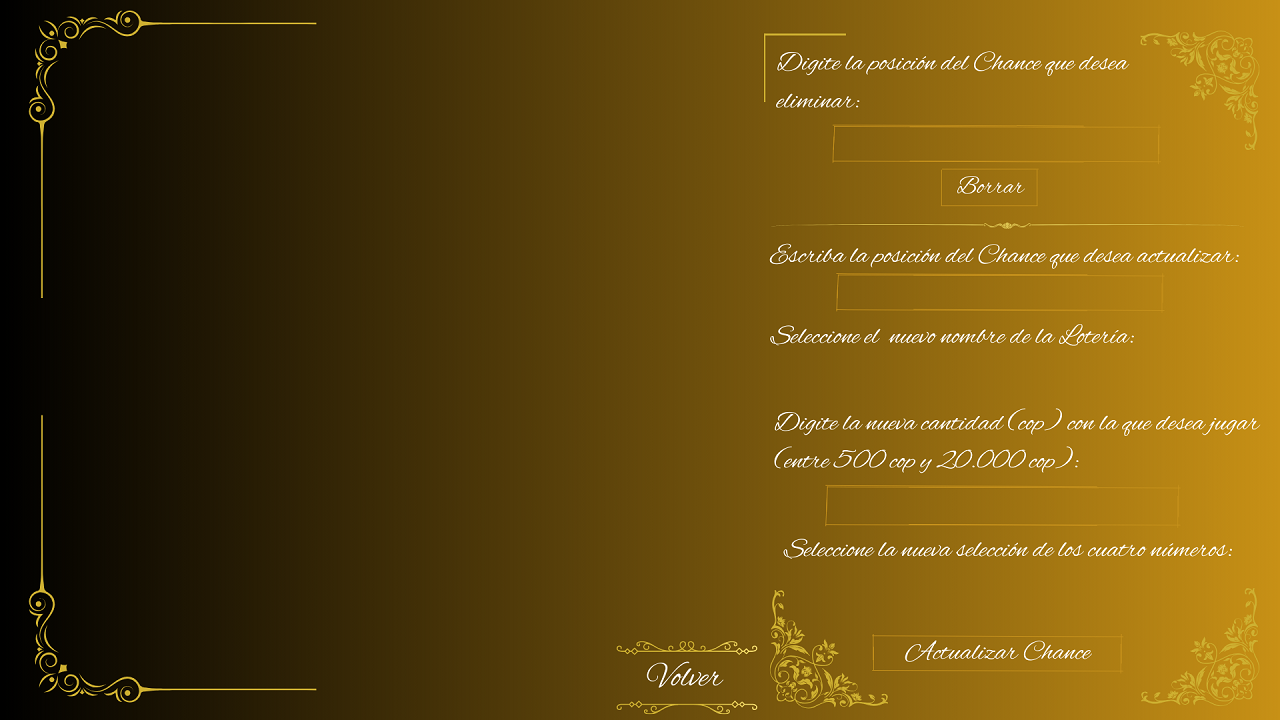 Digite la posición del Chance que desea
eliminar:
Borrar
Escriba la posición del Chance que desea actualizar:
Seleccione el nuevo nombre de la Lotería:
Digite la nueva cantidad (cop) con la que desea jugar
(entre 500 cop y 20.000 cop):
Seleccione la nueva selección de los cuatro números:
Actualizar Chance
Volver